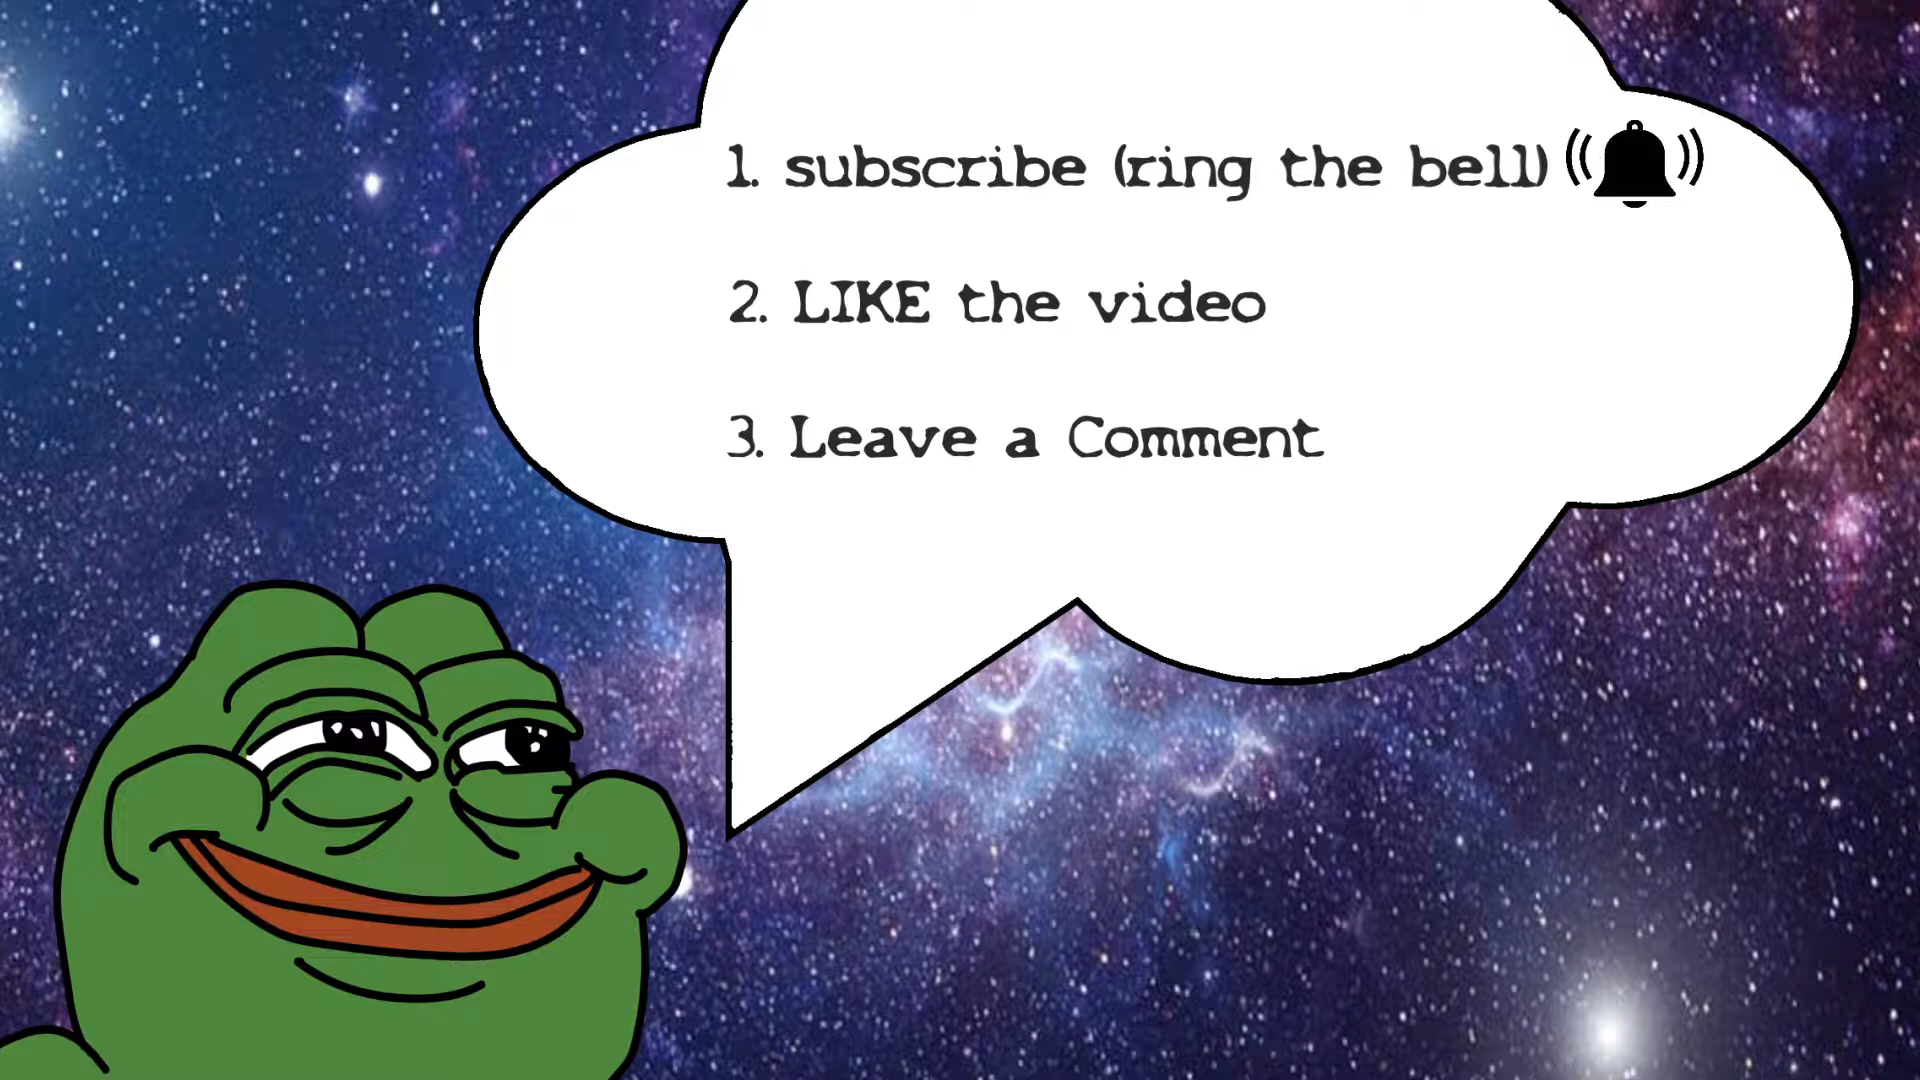 1. subscribe (ring the bell)
2. LIKE the video
3. Leave a Comment